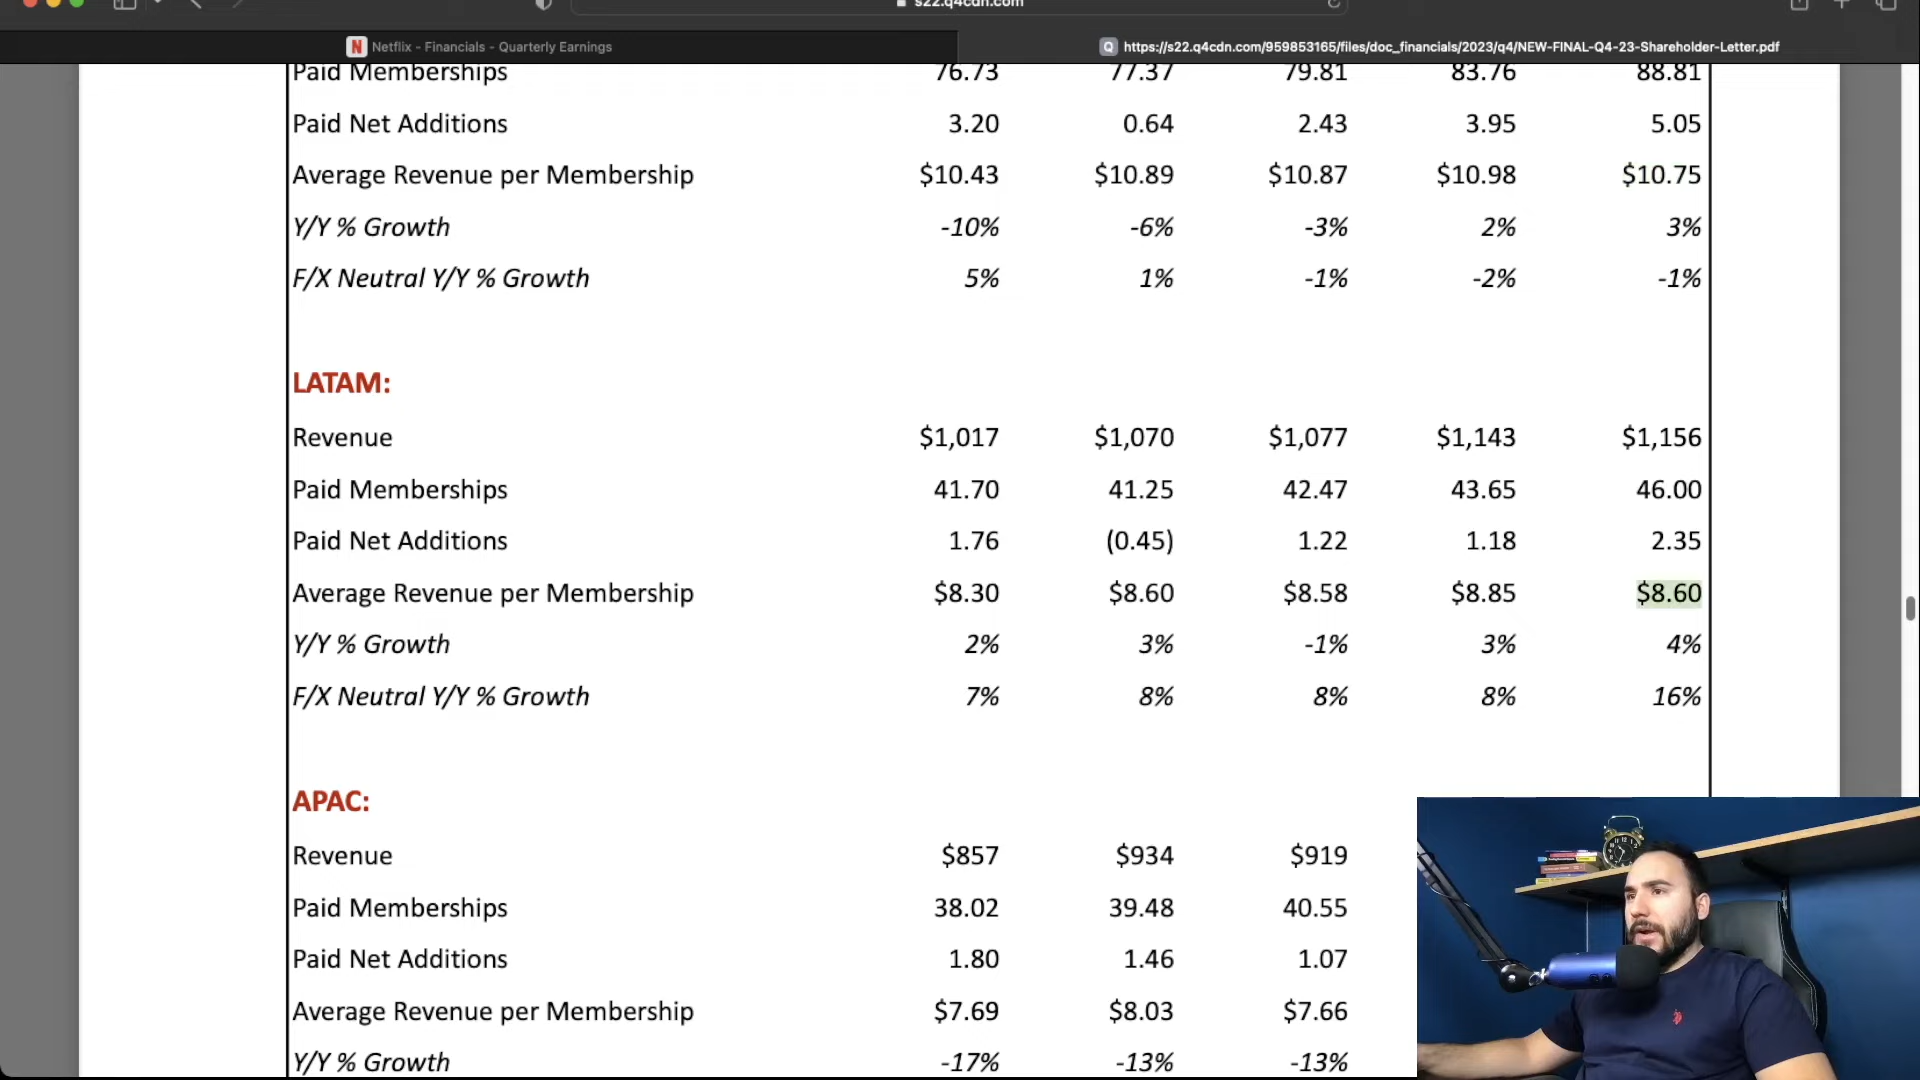 s22.q4cdn.com
Netflix - Financials - Quarterly Earnings
https://s22.q4cdn.com/959853165/files/doc_financials/2023/q4/NEW-FINAL-Q4-23-Shareholder-Letter.pdf
Paid Memberships 76.73 77.37 79.81 83.76 88.81
Paid Net Additions 3.20 0.64 2.43 3.95 5.05
Average Revenue per Membership $10.43 $10.89 $10.87 $10.98 $10.75
Y/Y % Growth -10% -6% -3% 2% 3%
F/X Neutral Y/Y % Growth 5% 1% -1% -2% -1%
LATAM:
Revenue $1,017 $1,070 $1,077 $1,143 $1,156
Paid Memberships 41.70 41.25 42.47 43.65 46.00
Paid Net Additions 1.76 (0.45) 1.22 1.18 2.35
Average Revenue per Membership $8.30 $8.60 $8.58 $8.85 $8.60
Y/Y % Growth 2% 3% -1% 3% 4%
F/X Neutral Y/Y % Growth 7% 8% 8% 8% 16%
APAC:
Revenue $857 $934 $919
Paid Memberships 38.02 39.48 40.55
Paid Net Additions 1.80 1.46 1.07
Average Revenue per Membership $7.69 $8.03 $7.66
Y/Y % Growth -17% -13% -13%